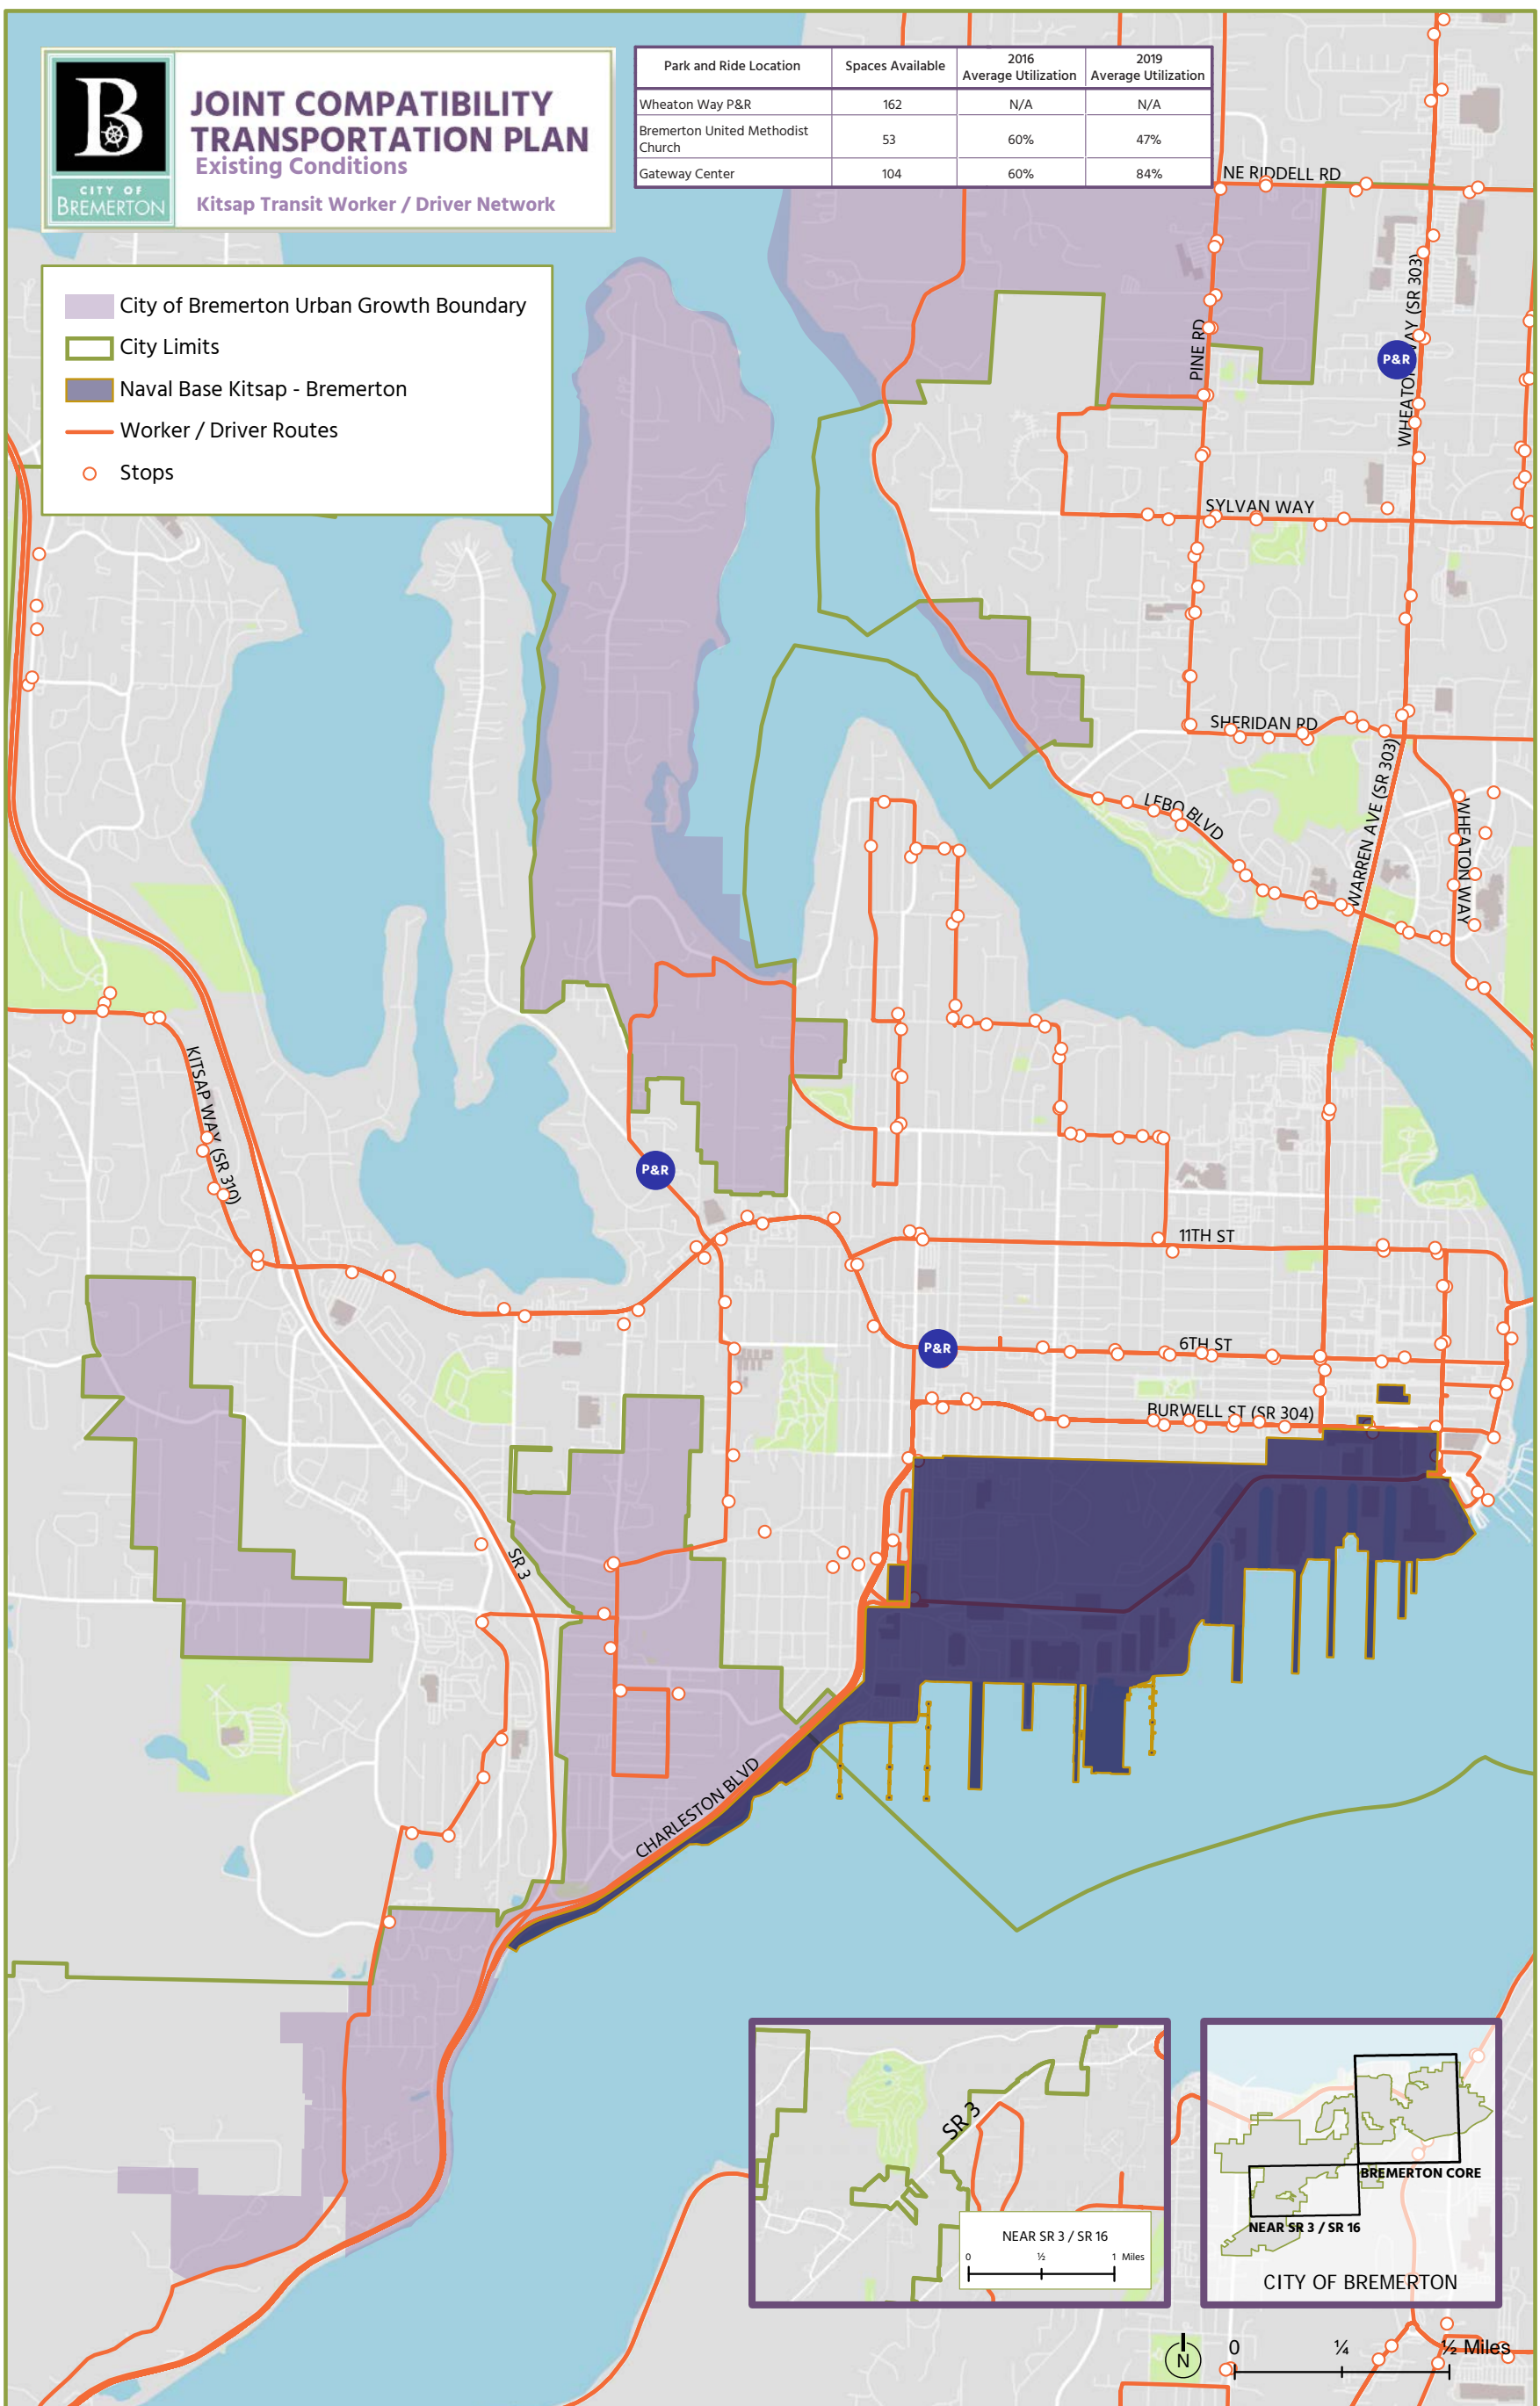 B
CITY OF
BREMERTON
JOINT COMPATIBILITY
TRANSPORTATION PLAN
Existing Conditions
Kitsap Transit Worker / Driver Network
Park and Ride Location Spaces Available 2016 Average Utilization 2019 Average Utilization
Wheaton Way P&R 162 N/A N/A
Bremerton United Methodist Church 53 60% 47%
Gateway Center 104 60% 84%
City of Bremerton Urban Growth Boundary
City Limits
Naval Base Kitsap - Bremerton
Worker / Driver Routes
Stops
NE RIDDELL RD
PINE RD
WHEATON WAY (SR 303)
P&R
SYLVAN WAY
SHERIDAN RD
LEBO BLVD
WARREN AVE (SR 303)
WHEATON WAY
KITSAP WAY (SR 310)
P&R
11TH ST
P&R
6TH ST
BURWELL ST (SR 304)
SR 3
CHARLESTON BLVD
SR 3
NEAR SR 3 / SR 16
0 ½ 1 Miles
BREMERTON CORE
NEAR SR 3 / SR 16
CITY OF BREMERTON
N
0 ¼ ½ Miles